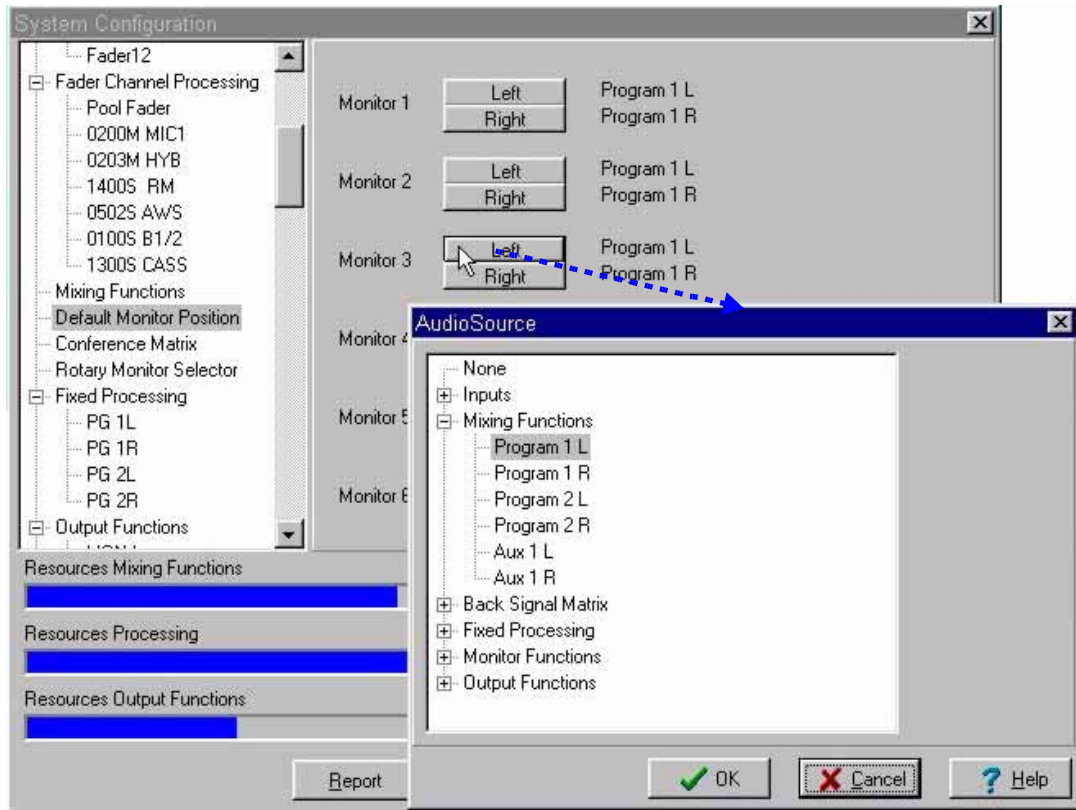 System Configuration
Fader12
Fader Channel Processing
Pool Fader
0200M MIC1
0203M HYB
1400S RM
0502S AWS
0100S B1/2
1300S CASS
Mixing Functions
Default Monitor Position
Conference Matrix
Rotary Monitor Selector
Fixed Processing
PG 1L
PG 1R
PG 2L
PG 2R
Output Functions
Monitor 1
Left
Right
Program 1 L
Program 1 R
Monitor 2
Left
Right
Program 1 L
Program 1 R
Monitor 3
Left
Right
Program 1 L
Program 1 R
Monitor
Monitor
Monitor
Resources Mixing Functions
Resources Processing
Resources Output Functions
Report
AudioSource
None
Inputs
Mixing Functions
Program 1 L
Program 1 R
Program 2 L
Program 2 R
Aux 1 L
Aux 1 R
Back Signal Matrix
Fixed Processing
Monitor Functions
Output Functions
OK
Cancel
Help